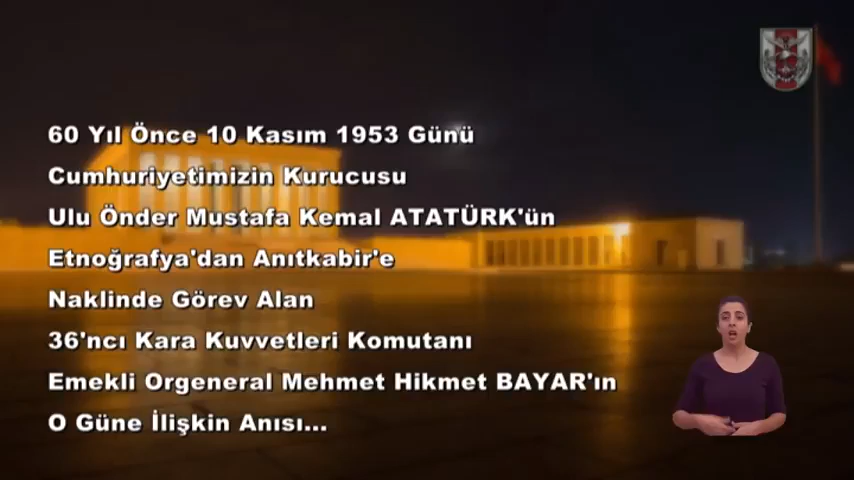 60 Yıl Önce 10 Kasım 1953 Günü
Cumhuriyetimizin Kurucusu
Ulu Önder Mustafa Kemal ATATÜRK'ün
Etnoğrafya'dan Anıtkabir'e
Naklinde Görev Alan
36'ncı Kara Kuvvetleri Komutanı
Emekli Orgeneral Mehmet Hikmet BAYAR'ın
O Güne İlişkin Anısı...